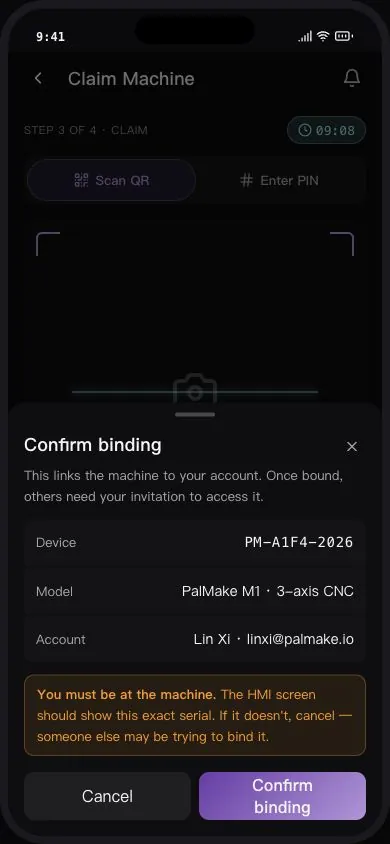 9:41
Claim Machine
STEP 3 OF 4 · CLAIM
09:08
Scan QR
# Enter PIN
Confirm binding
This links the machine to your account. Once bound,
others need your invitation to access it.
Device PM-A1F4-2026
Model PalMake M1 · 3-axis CNC
Account Lin Xi · linxi@palmake.io
You must be at the machine. The HMI screen
should show this exact serial. If it doesn't, cancel —
someone else may be trying to bind it.
Cancel
Confirm
binding